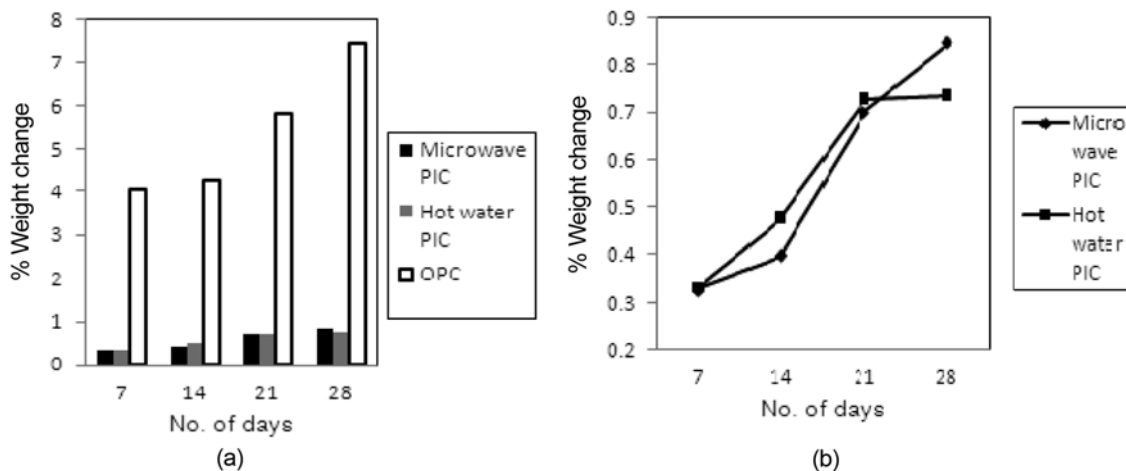 8
7
6
5
4
3
2
1
0
% Weight change
7 14 21 28
No. of days
(a)
Microwave
PIC
Hot water
PIC
OPC
0.9
0.8
0.7
0.6
0.5
0.4
0.3
0.2
% Weight change
7 14 21 28
No. of days
(b)
Micro
wave
PIC
Hot
water
PIC